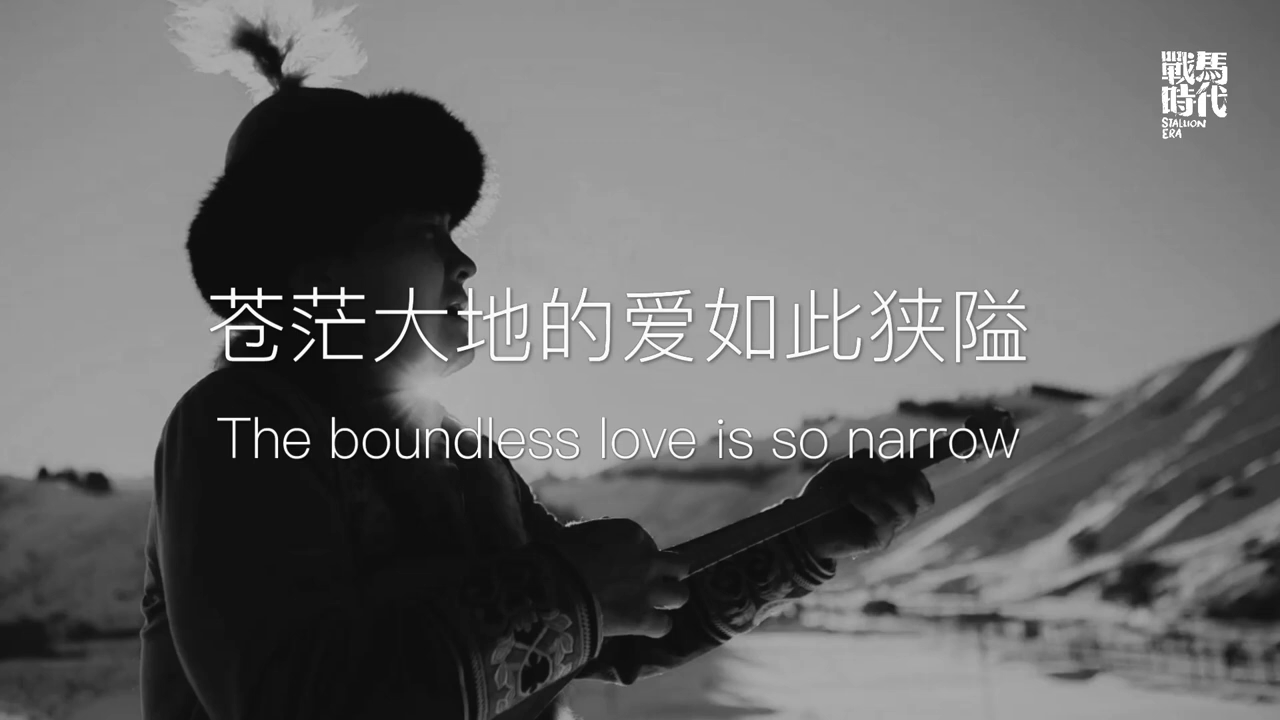 戰馬
時代
STALLION
ERA
苍茫大地的爱如此狭隘
The boundless love is so narrow